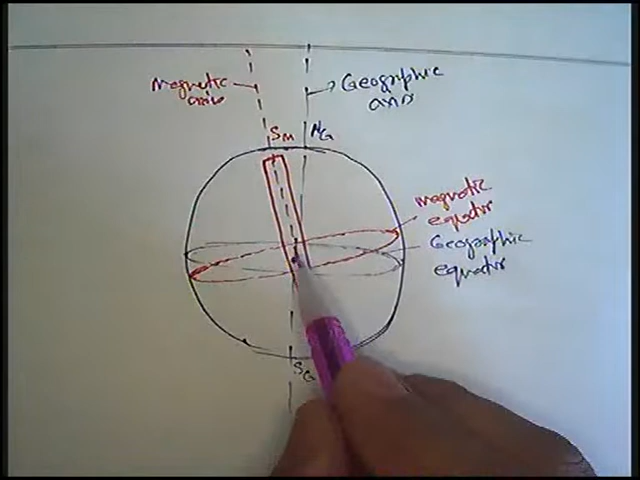 Magnetic
axis
Geographic
axis
SM
NG
magnetic
equator
Geographic
equator
SG